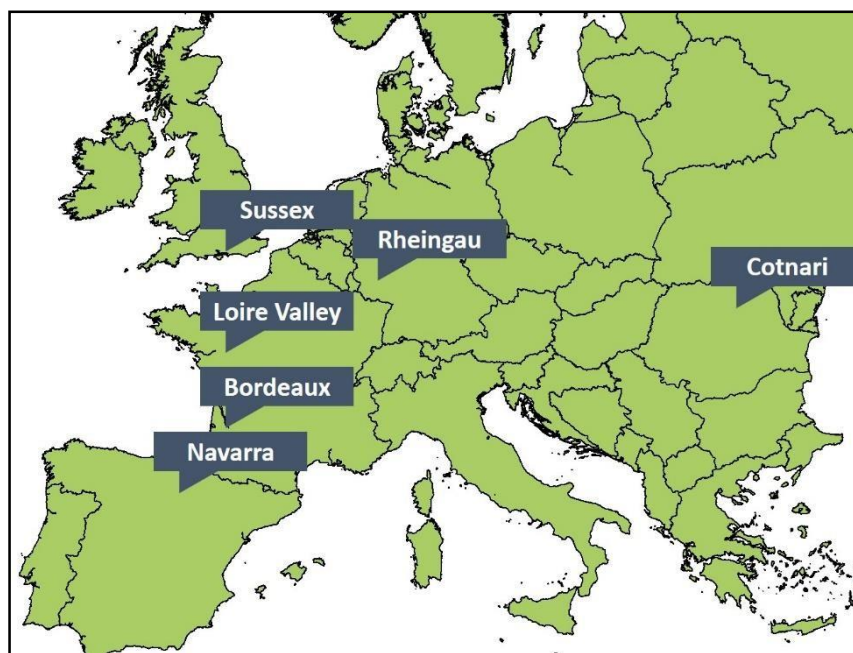 Sussex
Rheingau
Cotnari
Loire Valley
Bordeaux
Navarra